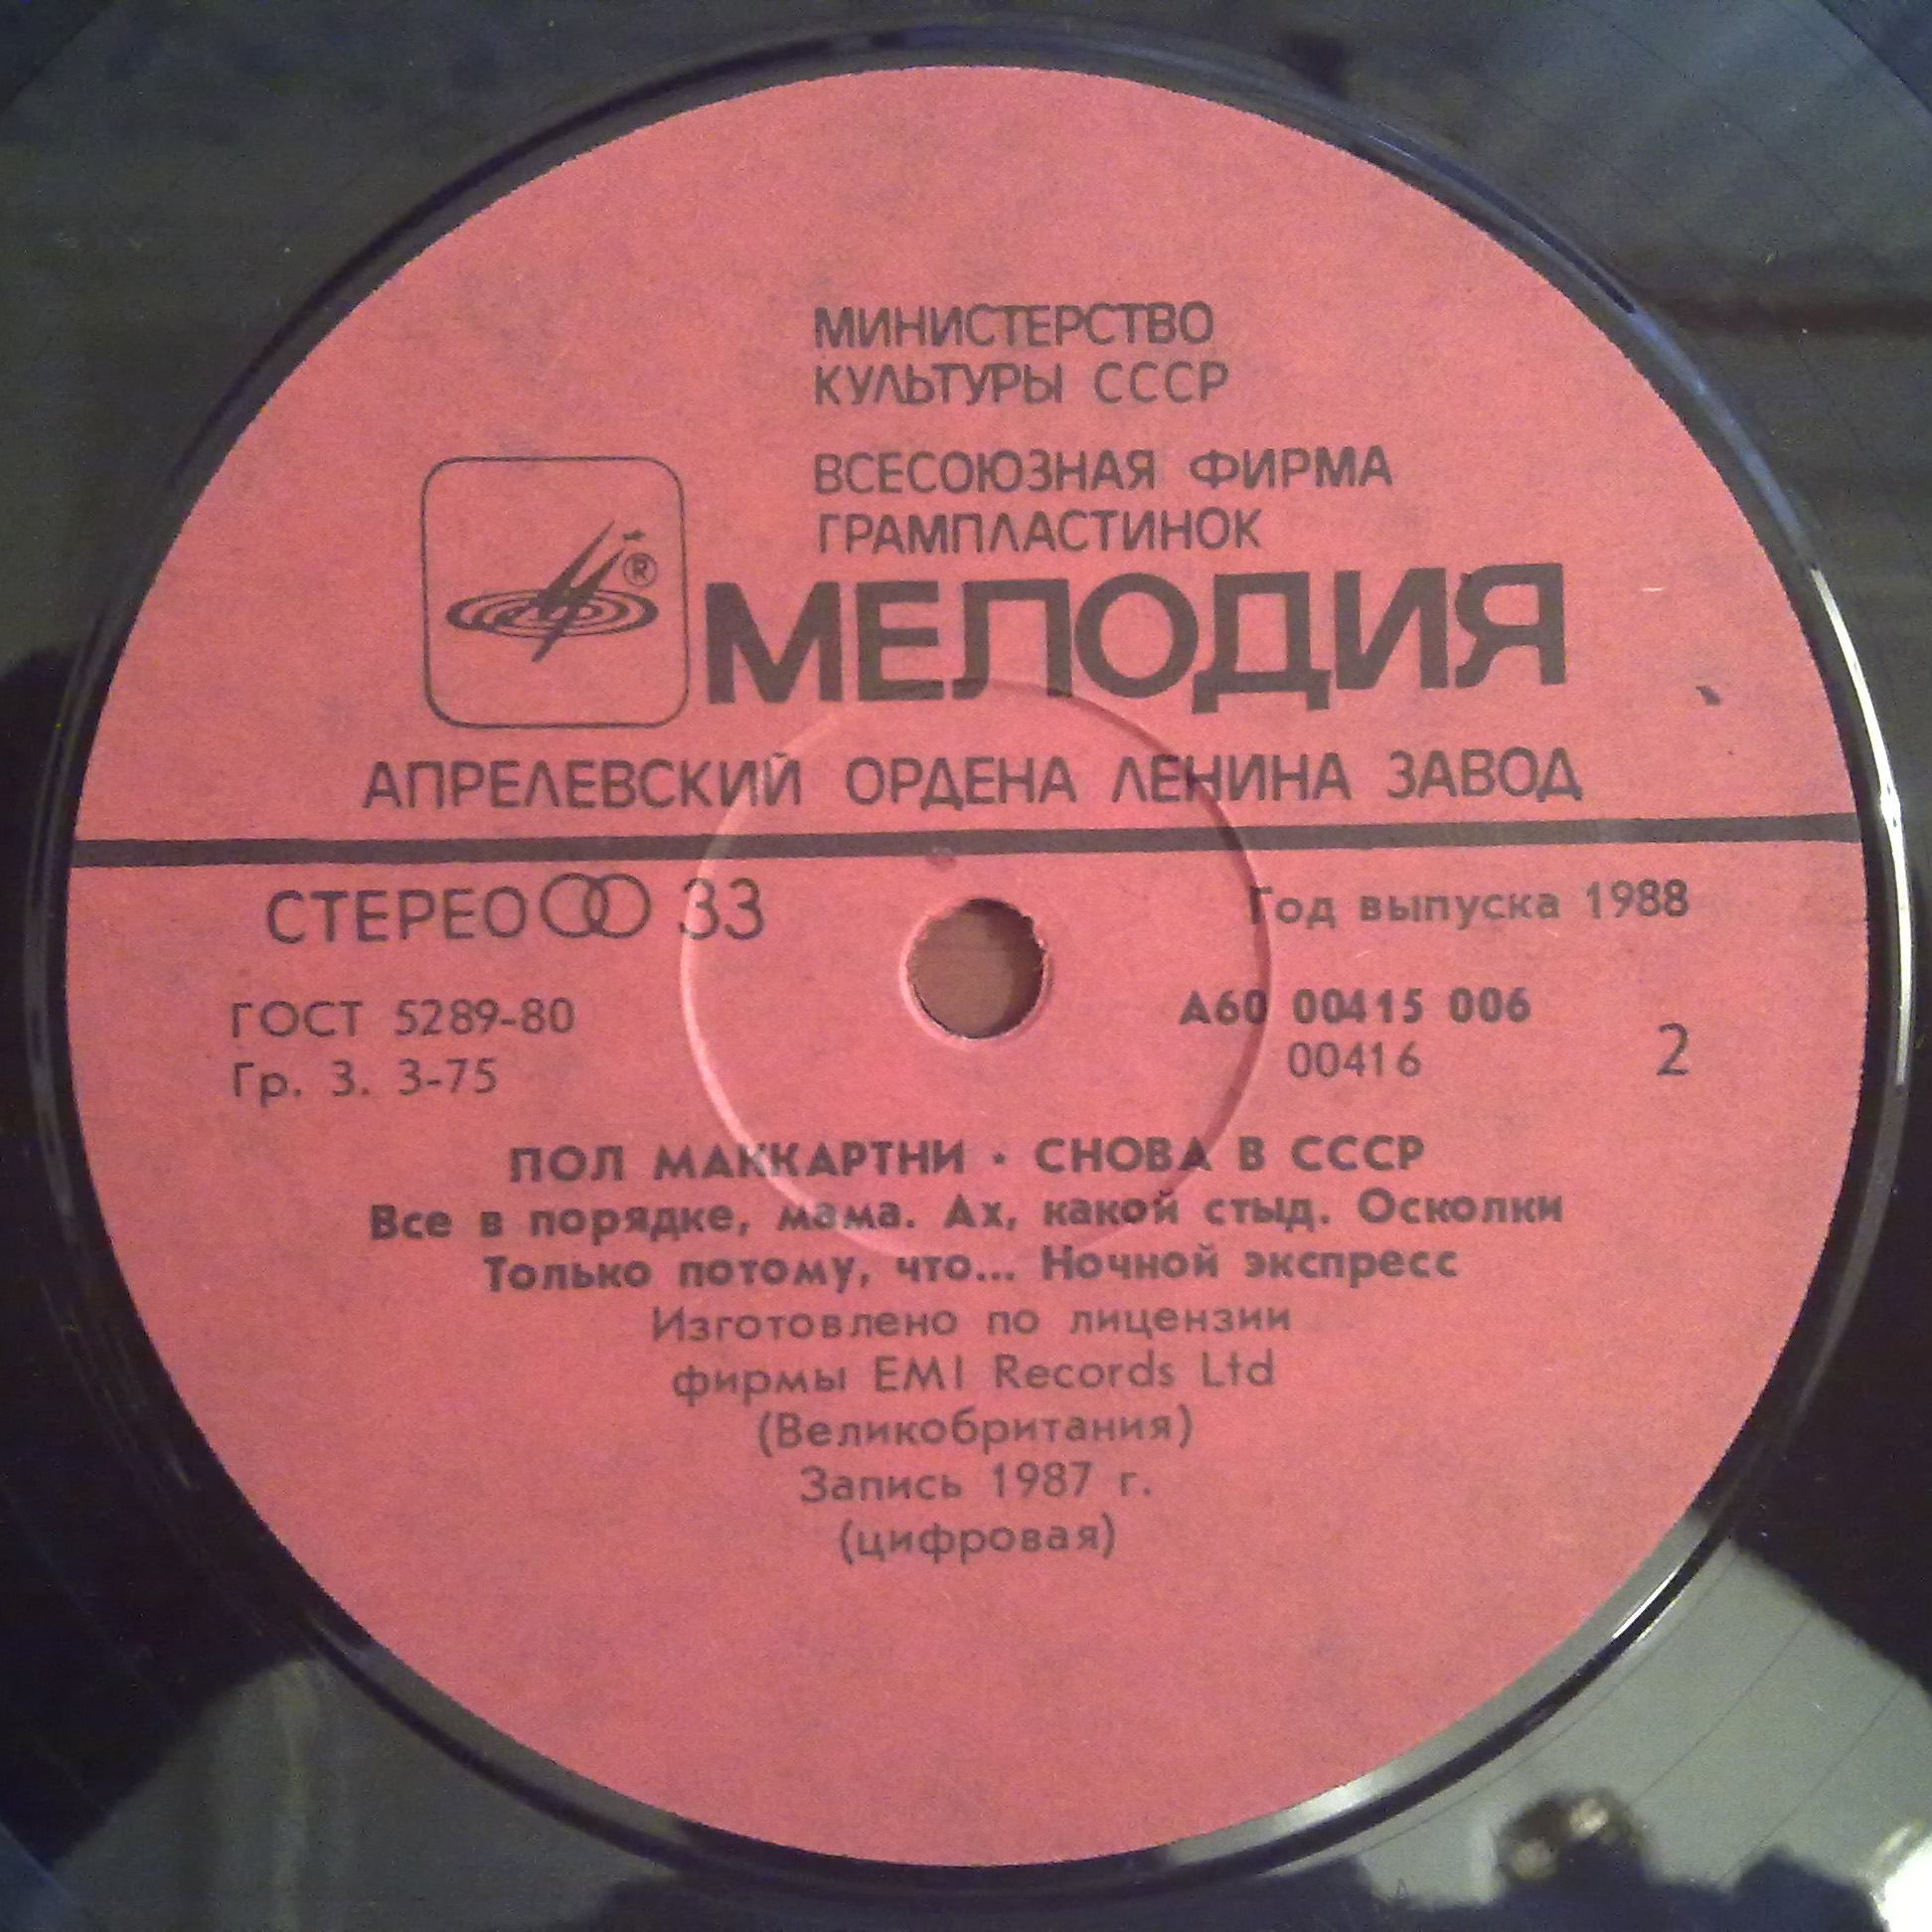 МИНИСТЕРСТВО
КУЛЬТУРЫ СССР
ВСЕСОЮЗНАЯ ФИРМА
ГРАМПЛАСТИНОК
®
МЕЛОДИЯ
АПРЕЛЕВСКИЙ ОРДЕНА ЛЕНИНА ЗАВОД
СТЕРЕО 33
Год выпуска 1988
ГОСТ 5289-80
А60 00415 006
Гр. 3. 3-75
00416
2
ПОЛ МАККАРТНИ · СНОВА В СССР
Все в порядке, мама. Ах, какой стыд. Осколки
Только потому, что... Ночной экспресс
Изготовлено по лицензии
фирмы EMI Records Ltd
(Великобритания)
Запись 1987 г.
(цифровая)